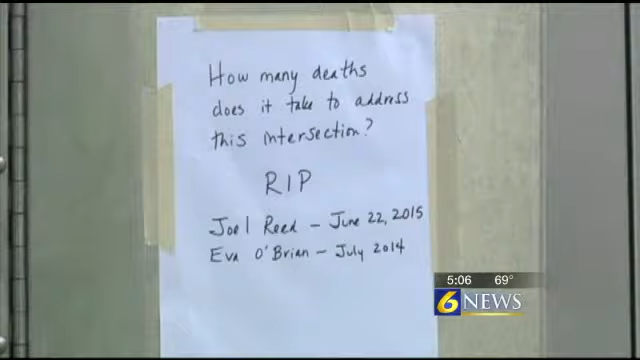 How many deaths
does it take to address
this intersection?
RIP
Joel Reed – June 22, 2015
Eva O'Brian – July 2014
5:06 69°
6 NEWS